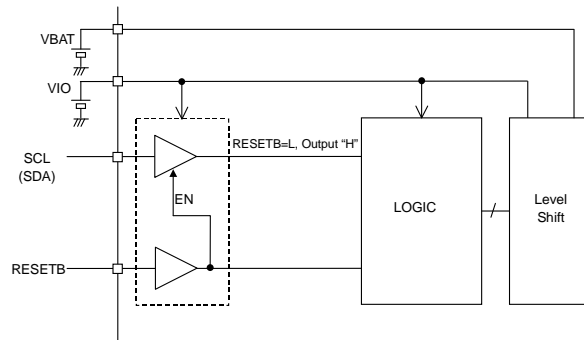 VBAT
VIO
RESETB=L, Output “H”
SCL
(SDA)
EN
LOGIC
Level
Shift
RESETB